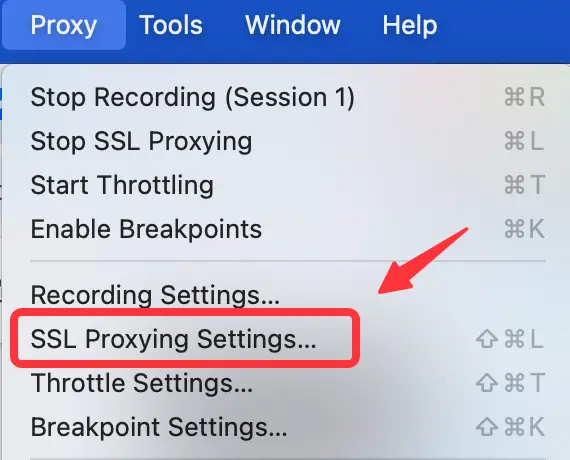 Proxy Tools Window Help
Stop Recording (Session 1) ⌘R
Stop SSL Proxying ⌘L
Start Throttling ⌘T
Enable Breakpoints ⌘K
Recording Settings...
SSL Proxying Settings... ⇧⌘L
Throttle Settings... ⇧⌘T
Breakpoint Settings... ⇧⌘K